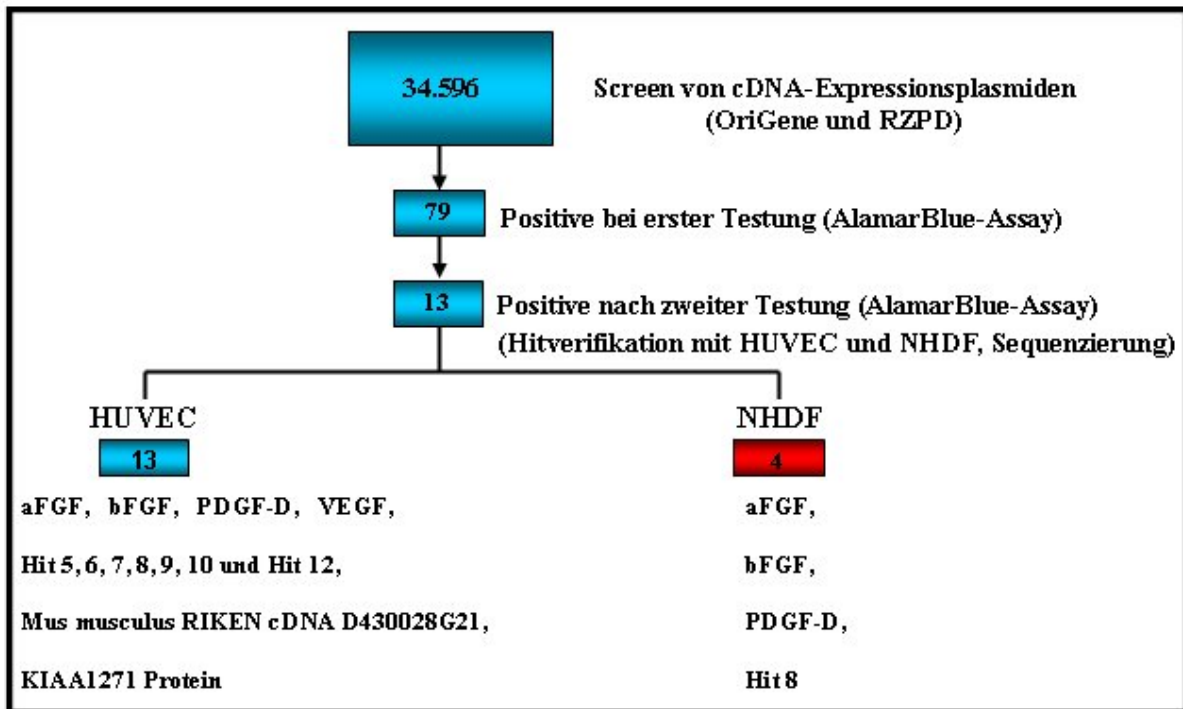 34.596
Screen von cDNA-Expressionsplasmiden
(OriGene und RZPD)
79
Positive bei erster Testung (AlamarBlue-Assay)
13
Positive nach zweiter Testung (AlamarBlue-Assay)
(Hitverifikation mit HUVEC und NHDF, Sequenzierung)
HUVEC
13
aFGF, bFGF, PDGF-D, VEGF,
Hit 5, 6, 7, 8, 9, 10 und Hit 12,
Mus musculus RIKEN cDNA D430028G21,
KIAA1271 Protein
NHDF
4
aFGF,
bFGF,
PDGF-D,
Hit 8